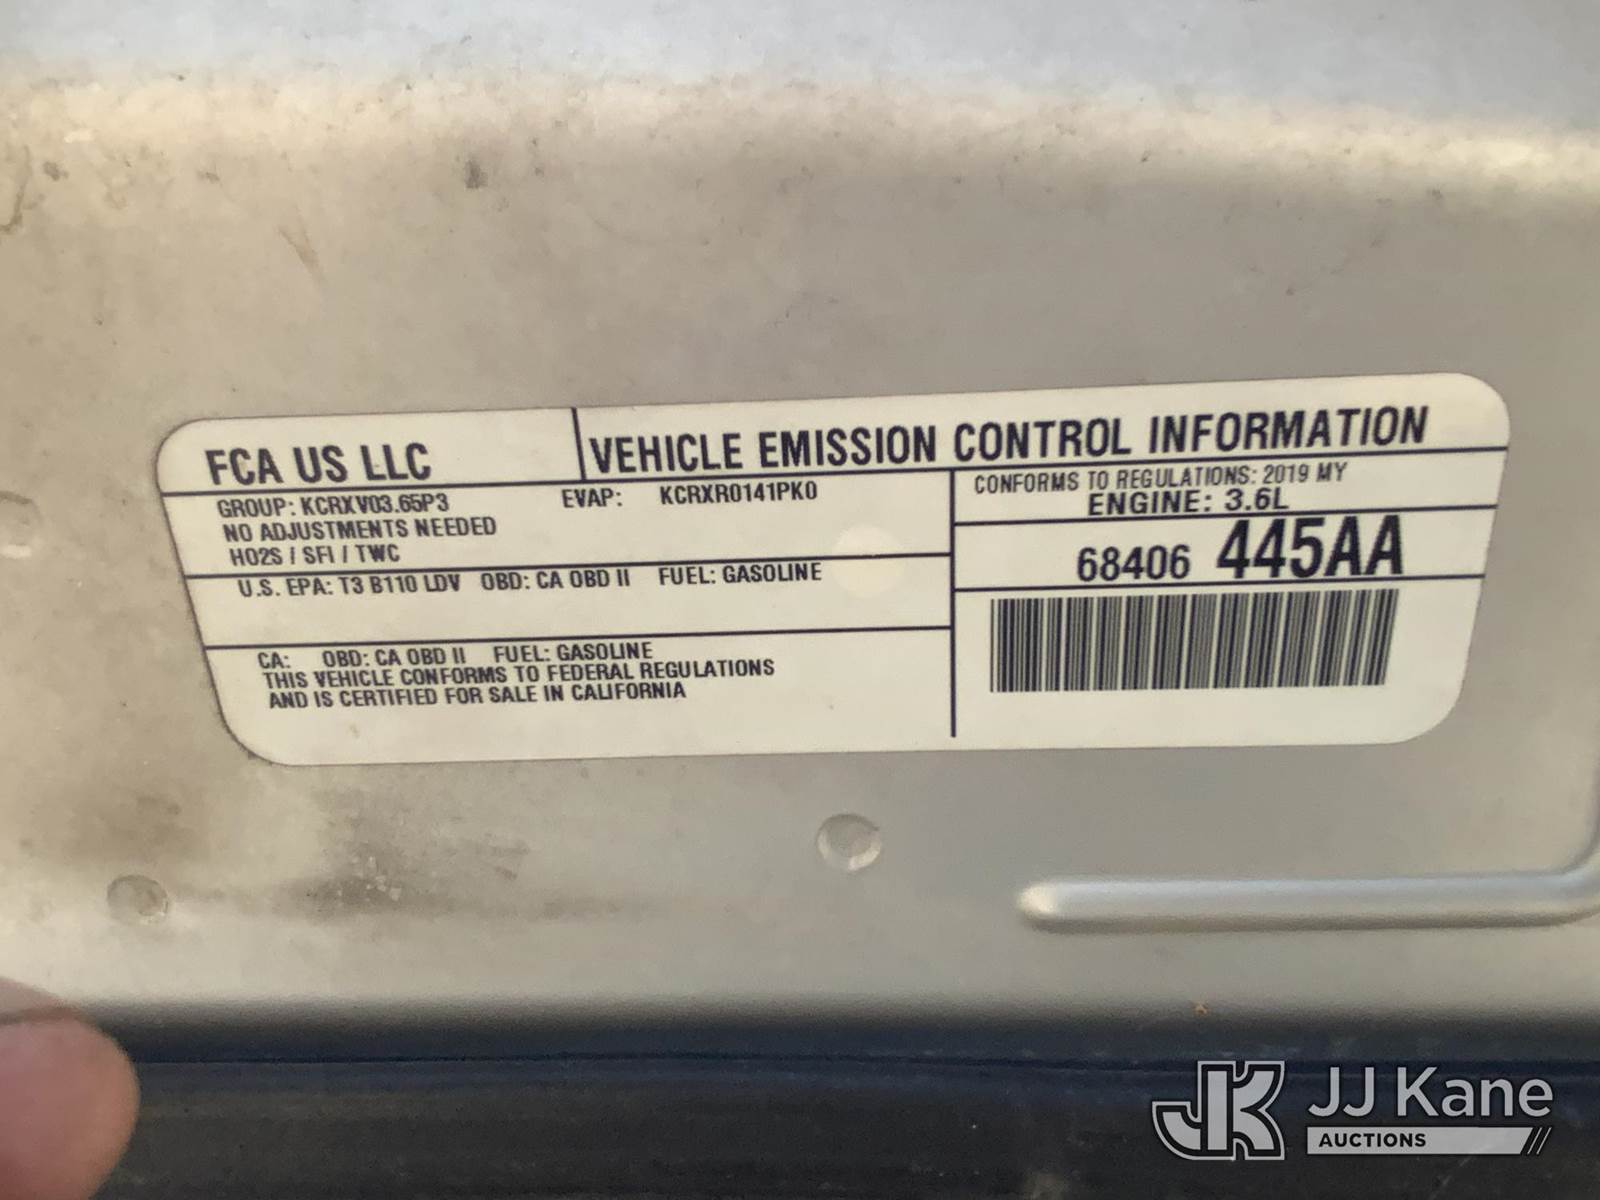 FCA US LLC
VEHICLE EMISSION CONTROL INFORMATION
GROUP: KCRXV03.65P3 EVAP: KCRXR0141PK0
NO ADJUSTMENTS NEEDED
HO2S / SFI / TWC
CONFORMS TO REGULATIONS: 2019 MY
ENGINE: 3.6L
68406 445AA
U.S. EPA: T3 B110 LDV OBD: CA OBD II FUEL: GASOLINE
CA: OBD: CA OBD II FUEL: GASOLINE
THIS VEHICLE CONFORMS TO FEDERAL REGULATIONS
AND IS CERTIFIED FOR SALE IN CALIFORNIA
JK JJ Kane
AUCTIONS